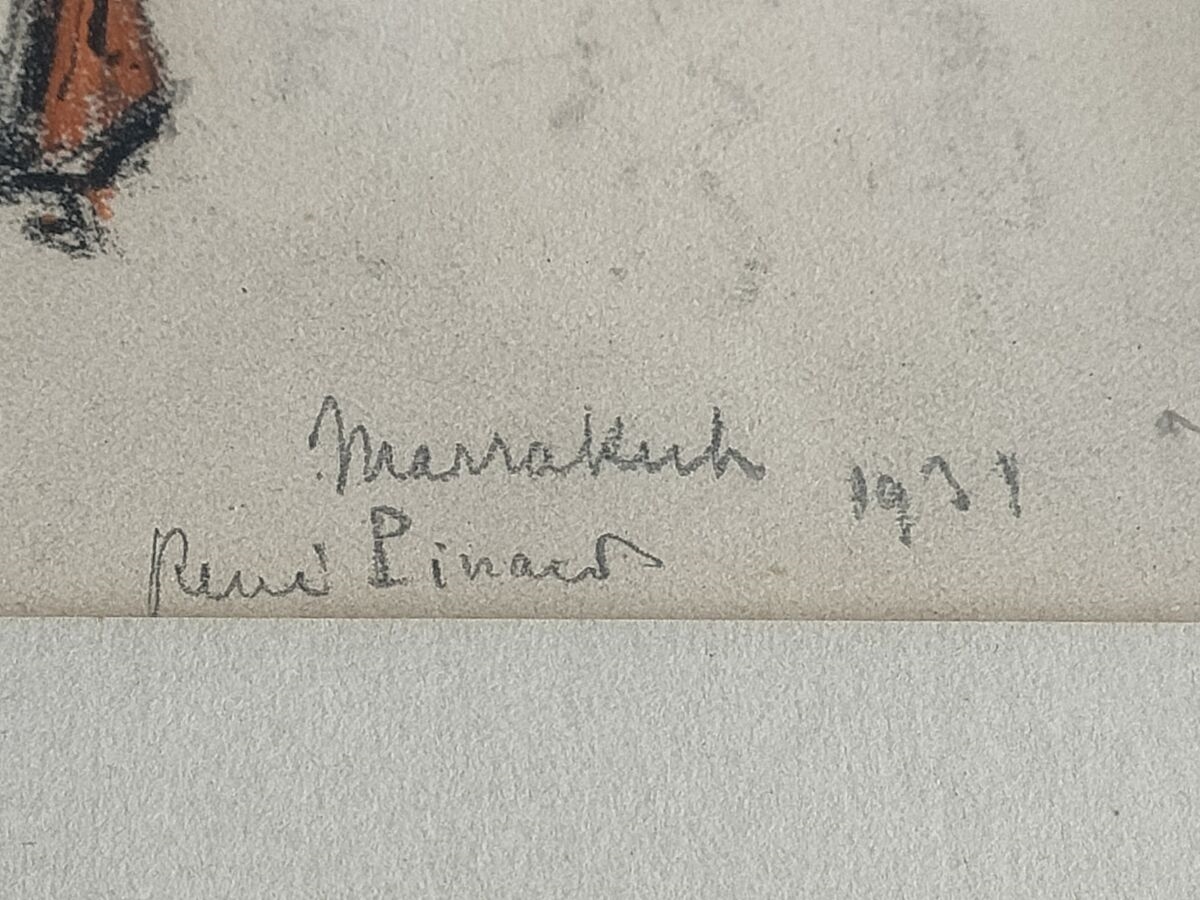 Marrakech 1931
René Pinard